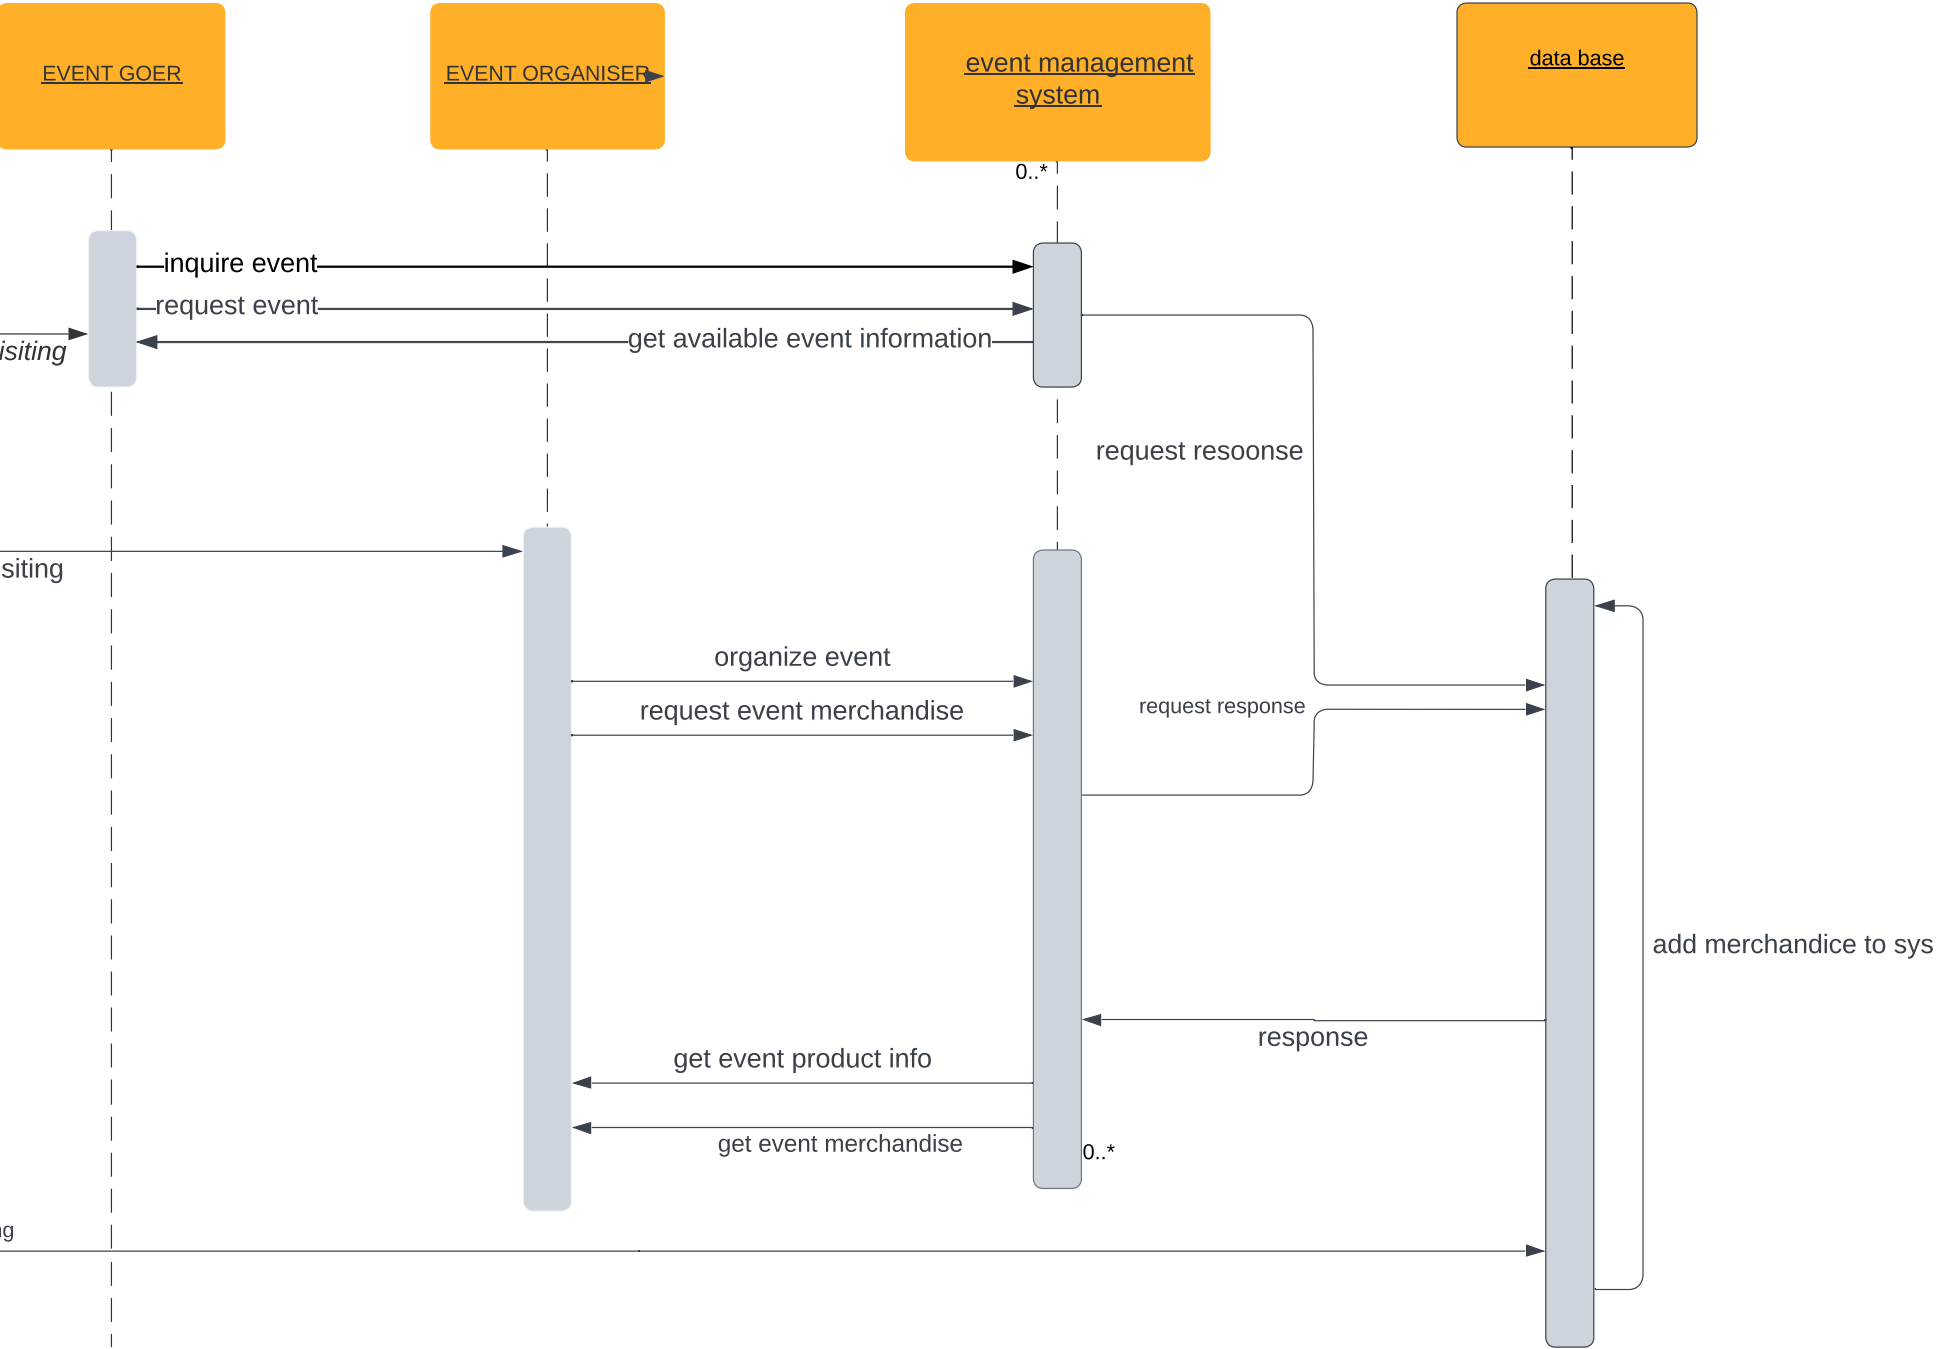 EVENT GOER
EVENT ORGANISER
event management
system
data base
0..*
inquire event
request event
get available event information
isiting
request resoonse
siting
organize event
request event merchandise
request response
add merchandice to sys
response
get event product info
get event merchandise
0..*
g